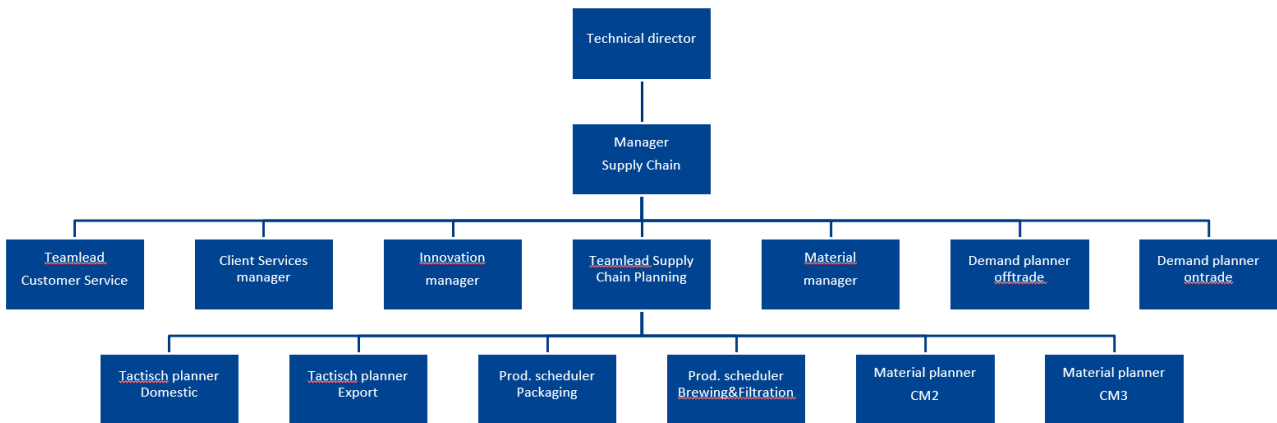 Technical director
Manager
Supply Chain
Teamlead
Customer Service
Client Services
manager
Innovation
manager
Teamlead Supply
Chain Planning
Material
manager
Demand planner
offtrade
Demand planner
ontrade
Tactisch planner
Domestic
Tactisch planner
Export
Prod. scheduler
Packaging
Prod. scheduler
Brewing&Filtration
Material planner
CM2
Material planner
CM3